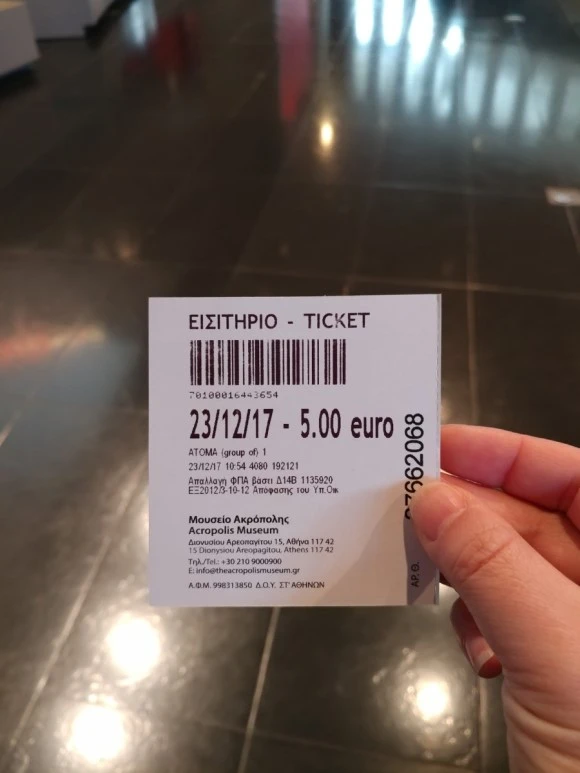 ΕΙΣΙΤΗΡΙΟ - TICKET
70100016443654
23/12/17 - 5.00 euro
ΑΤΟΜΑ (group of) 1
23/12/17 10:54 4080 192121
Απαλλαγή ΦΠΑ βάσει Δ14Β 1135920
ΕΞ2012/3-10-12 Απόφασης του Υπ.Οικ
Μουσείο Ακρόπολης
Acropolis Museum
Διονυσίου Αρεοπαγίτου 15, Αθήνα 117 42
15 Dionysiou Areopagitou, Athens 117 42
Τηλ./Tel.: +30 210 9000900
E: info@theacropolismuseum.gr
Α.Φ.Μ. 998313850 Δ.Ο.Υ. ΣΤ' ΑΘΗΝΩΝ
ΑΡ.Θ. 07662068